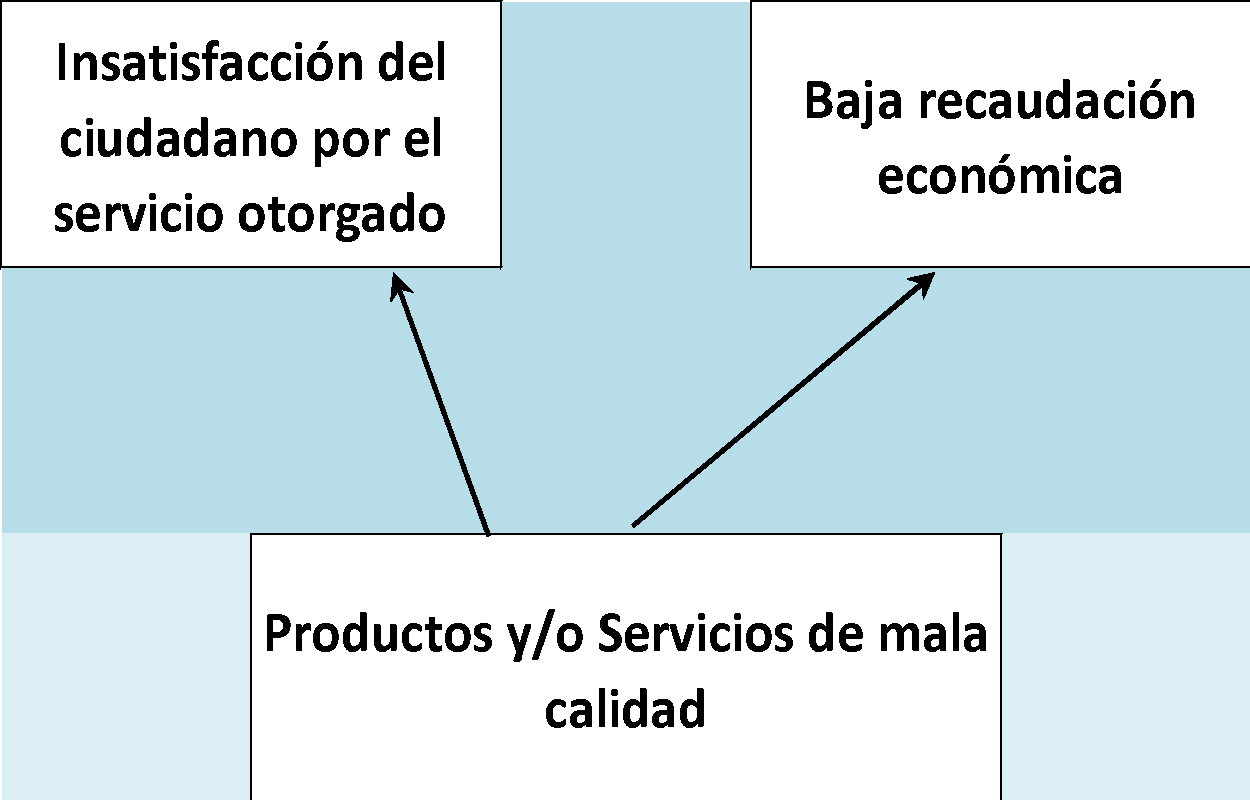 Insatisfacción del
ciudadano por el
servicio otorgado
Baja recaudación
económica
Productos y/o Servicios de mala
calidad